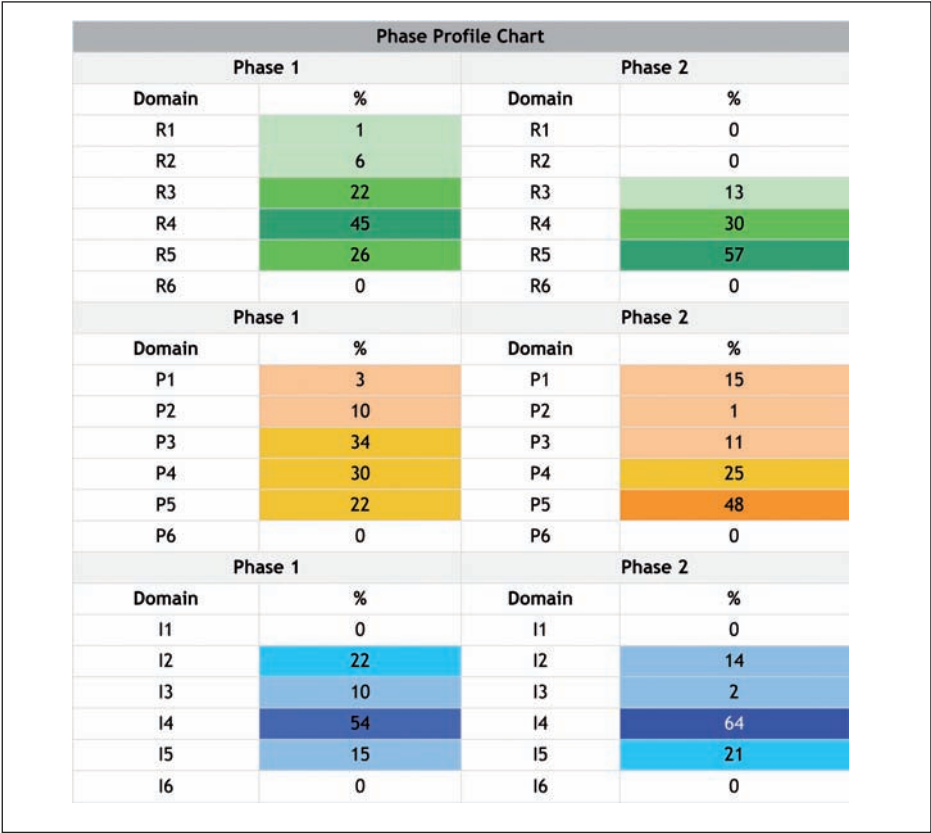 Phase Profile Chart
Phase 1 Phase 2
Domain % Domain %
R1 1 R1 0
R2 6 R2 0
R3 22 R3 13
R4 45 R4 30
R5 26 R5 57
R6 0 R6 0
Phase 1 Phase 2
Domain % Domain %
P1 3 P1 15
P2 10 P2 1
P3 34 P3 11
P4 30 P4 25
P5 22 P5 48
P6 0 P6 0
Phase 1 Phase 2
Domain % Domain %
I1 0 I1 0
I2 22 I2 14
I3 10 I3 2
I4 54 I4 64
I5 15 I5 21
I6 0 I6 0